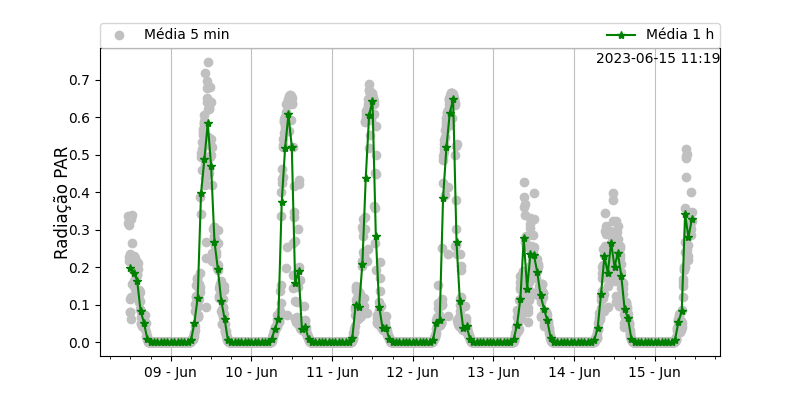 Média 5 min
Média 1 h
2023-06-15 11:19
Radiação PAR
0.7
0.6
0.5
0.4
0.3
0.2
0.1
0.0
09 - Jun
10 - Jun
11 - Jun
12 - Jun
13 - Jun
14 - Jun
15 - Jun